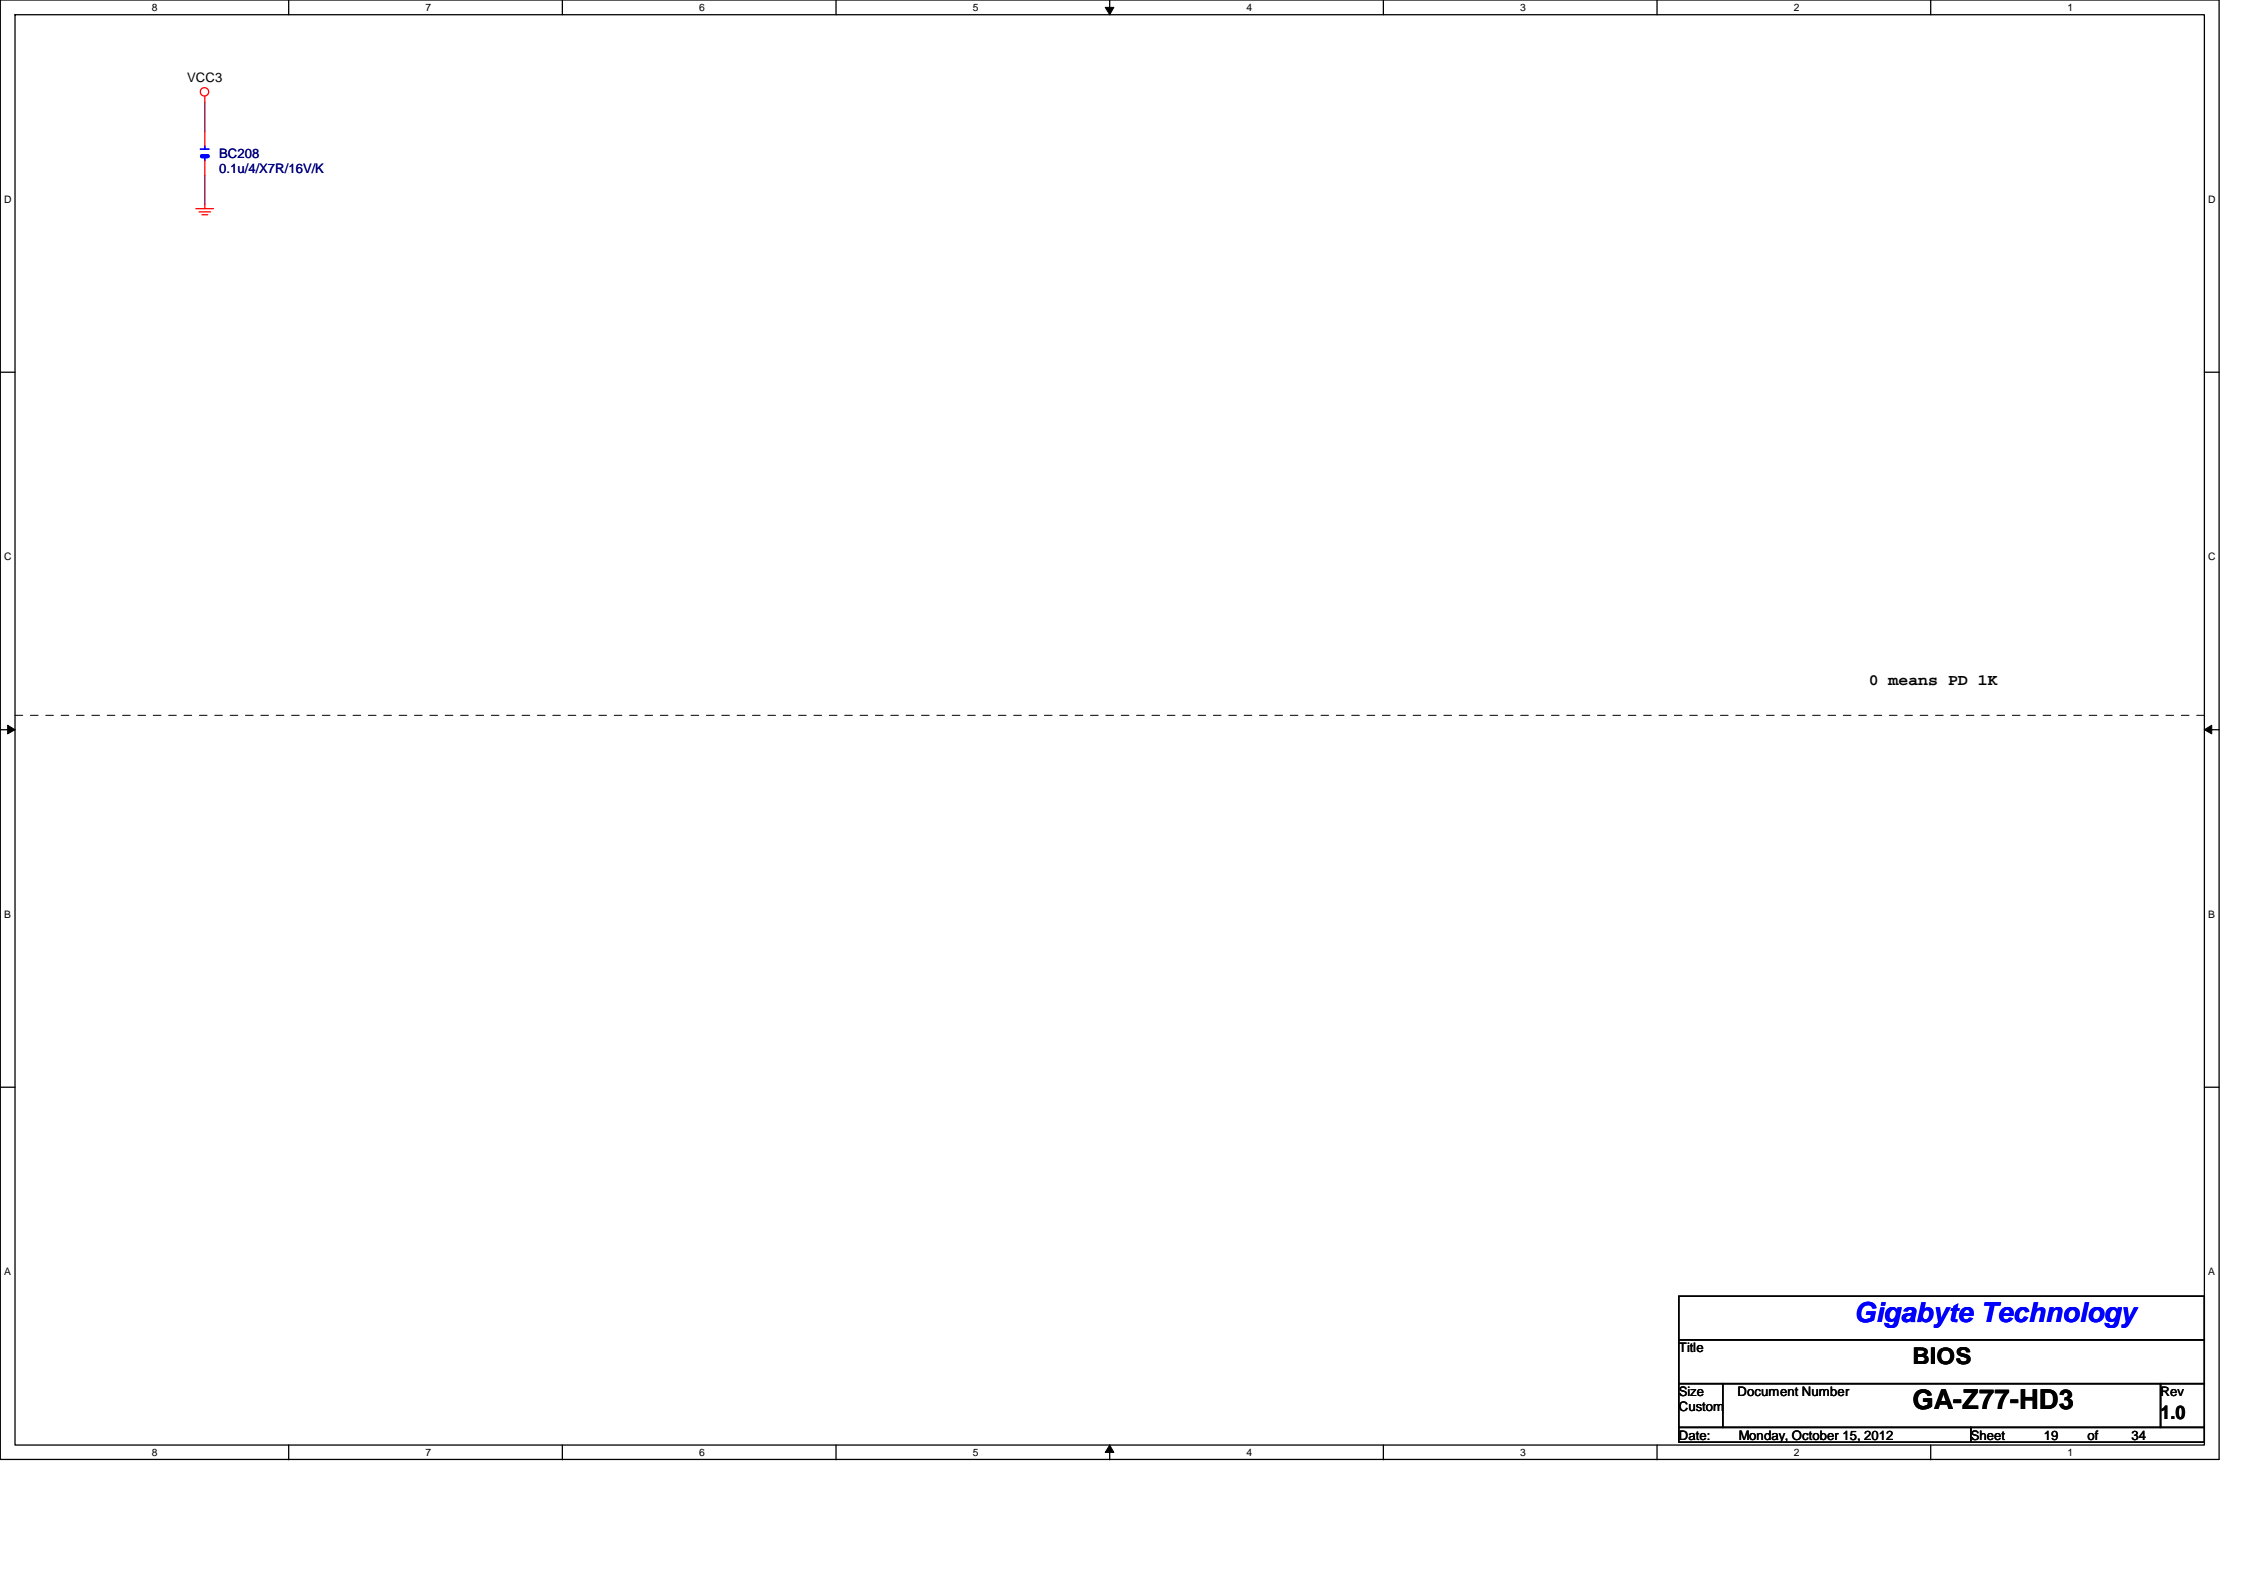 8 7 6 5 4 3 2 1
VCC3
BC208
0.1u/4/X7R/16V/K
D D
C C
0 means PD 1K
B B
A A
Gigabyte Technology
Title
BIOS
Size Document Number GA-Z77-HD3 Rev
Custom 1.0
Date: Monday, October 15, 2012 Sheet 19 of 34
8 7 6 5 4 3 2 1